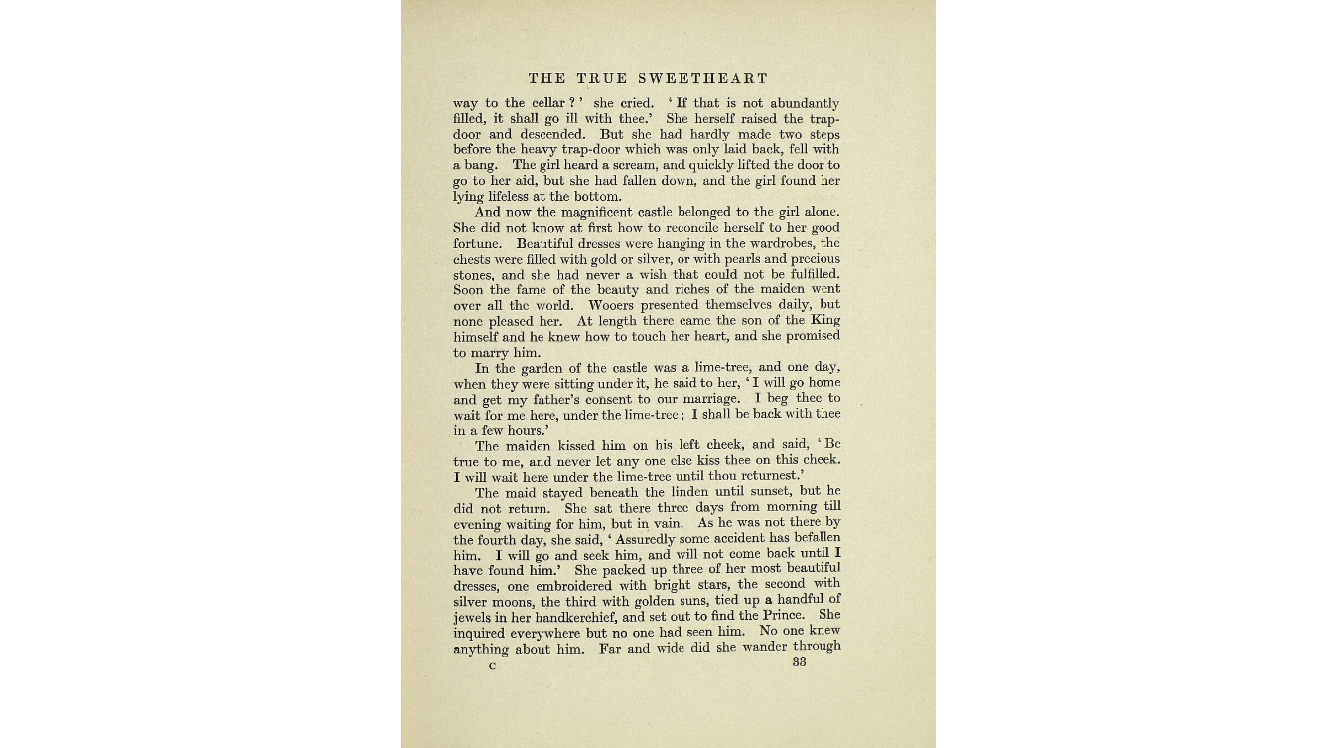 THE TRUE SWEETHEART
way to the cellar?' she cried. 'If that is not abundantly
filled, it shall go ill with thee.' She herself raised the trap-
door and descended. But she had hardly made two steps
before the heavy trap-door which was only laid back, fell with
a bang. The girl heard a scream, and quickly lifted the door to
go to her aid, but she had fallen down, and the girl found her
lying lifeless at the bottom.
And now the magnificent castle belonged to the girl alone.
She did not know at first how to reconcile herself to her good
fortune. Beautiful dresses were hanging in the wardrobes, the
chests were filled with gold or silver, or with pearls and precious
stones, and she had never a wish that could not be fulfilled.
Soon the fame of the beauty and riches of the maiden went
over all the world. Wooers presented themselves daily, but
none pleased her. At length there came the son of the King
himself and he knew how to touch her heart, and she promised
to marry him.
In the garden of the castle was a lime-tree, and one day,
when they were sitting under it, he said to her, 'I will go home
and get my father's consent to our marriage. I beg thee to
wait for me here, under the lime-tree; I shall be back with thee
in a few hours.'
The maiden kissed him on his left cheek, and said, 'Be
true to me, and never let any one else kiss thee on this cheek.
I will wait here under the lime-tree until thou returnest.'
The maid stayed beneath the linden until sunset, but he
did not return. She sat there three days from morning till
evening waiting for him, but in vain. As he was not there by
the fourth day, she said, 'Assuredly some accident has befallen
him. I will go and seek him, and will not come back until I
have found him.' She packed up three of her most beautiful
dresses, one embroidered with bright stars, the second with
silver moons, the third with golden suns, tied up a handful of
jewels in her handkerchief, and set out to find the Prince. She
inquired everywhere but no one had seen him. No one knew
anything about him. Far and wide did she wander through
C 33